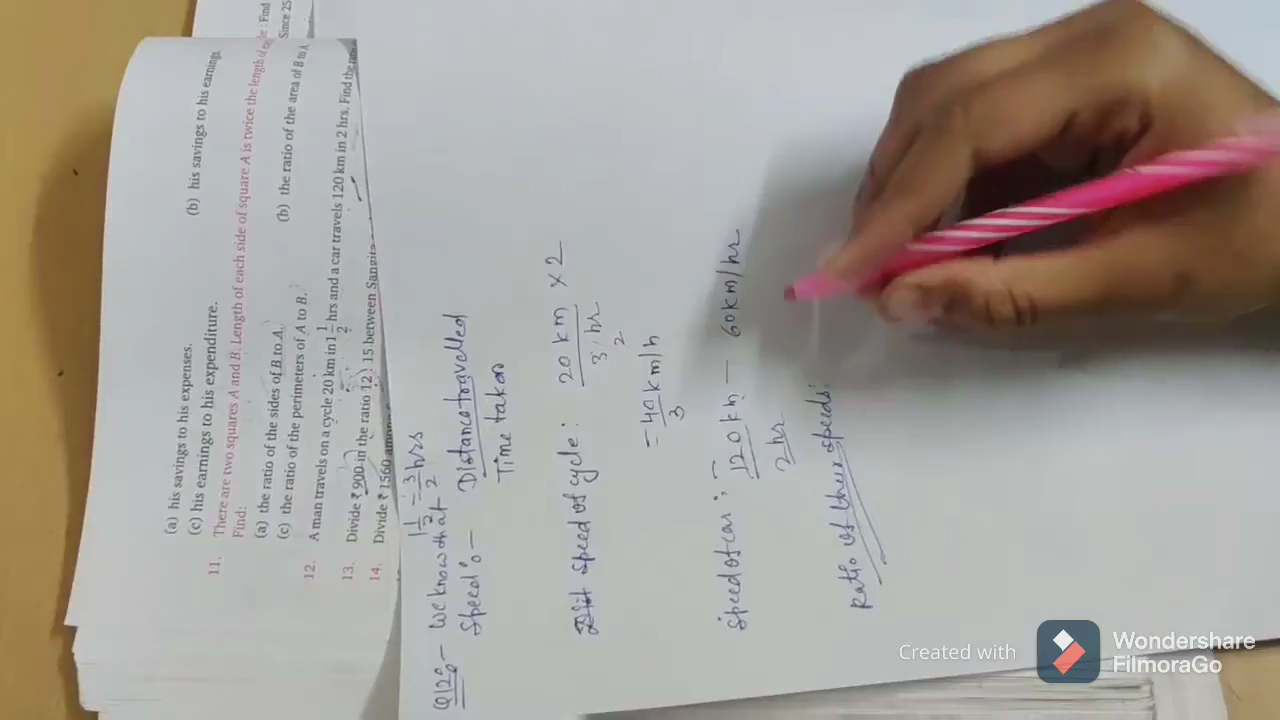 : Find
Since 25
(a) his savings to his expenses.
(b) his savings to his earnings.
(c) his earnings to his expenditure.
11. There are two squares A and B. Length of each side of square A is twice the length of
Find:
(a) the ratio of the sides of B to A.
(b) the ratio of the area of B to A.
(c) the ratio of the perimeters of A to B.
12. A man travels on a cycle 20 km in 1 1/2 hrs and a car travels 120 km in 2 hrs. Find the
13. Divide ₹ 900 in the ratio 12 : 15 between Sangita
14. Divide ₹ 1560 among
Q12:- We know that 1 1/2 = 3/2 hrs
Speed:- Distance travelled
Time taken
Speed of cycle: 20 km × 2
3/2 hr
= 40/3 km/h
Speed of car :- 120 km — 60 km/hr
2 hr
Ratio of their speeds:
Created with Wondershare FilmoraGo